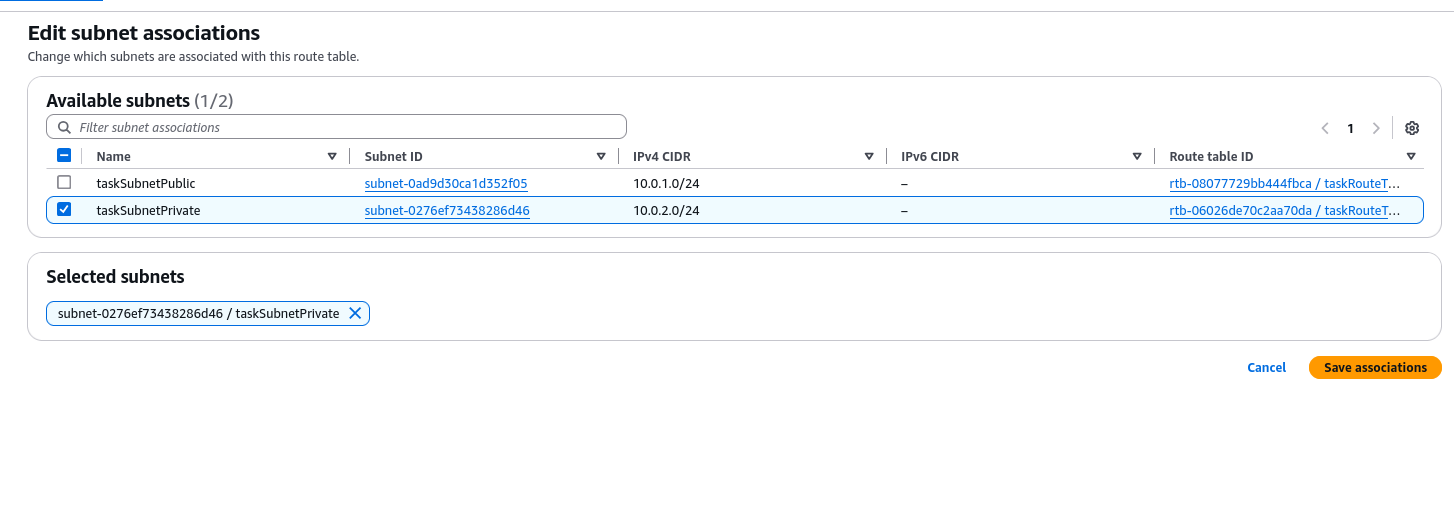 Edit subnet associations
Change which subnets are associated with this route table.
Available subnets (1/2)
Filter subnet associations
1
Name Subnet ID IPv4 CIDR IPv6 CIDR Route table ID
taskSubnetPublic subnet-0ad9d30ca1d352f05 10.0.1.0/24 – rtb-08077729bb444fbca / taskRouteT...
taskSubnetPrivate subnet-0276ef73438286d46 10.0.2.0/24 – rtb-06026de70c2aa70da / taskRouteT...
Selected subnets
subnet-0276ef73438286d46 / taskSubnetPrivate
Cancel Save associations